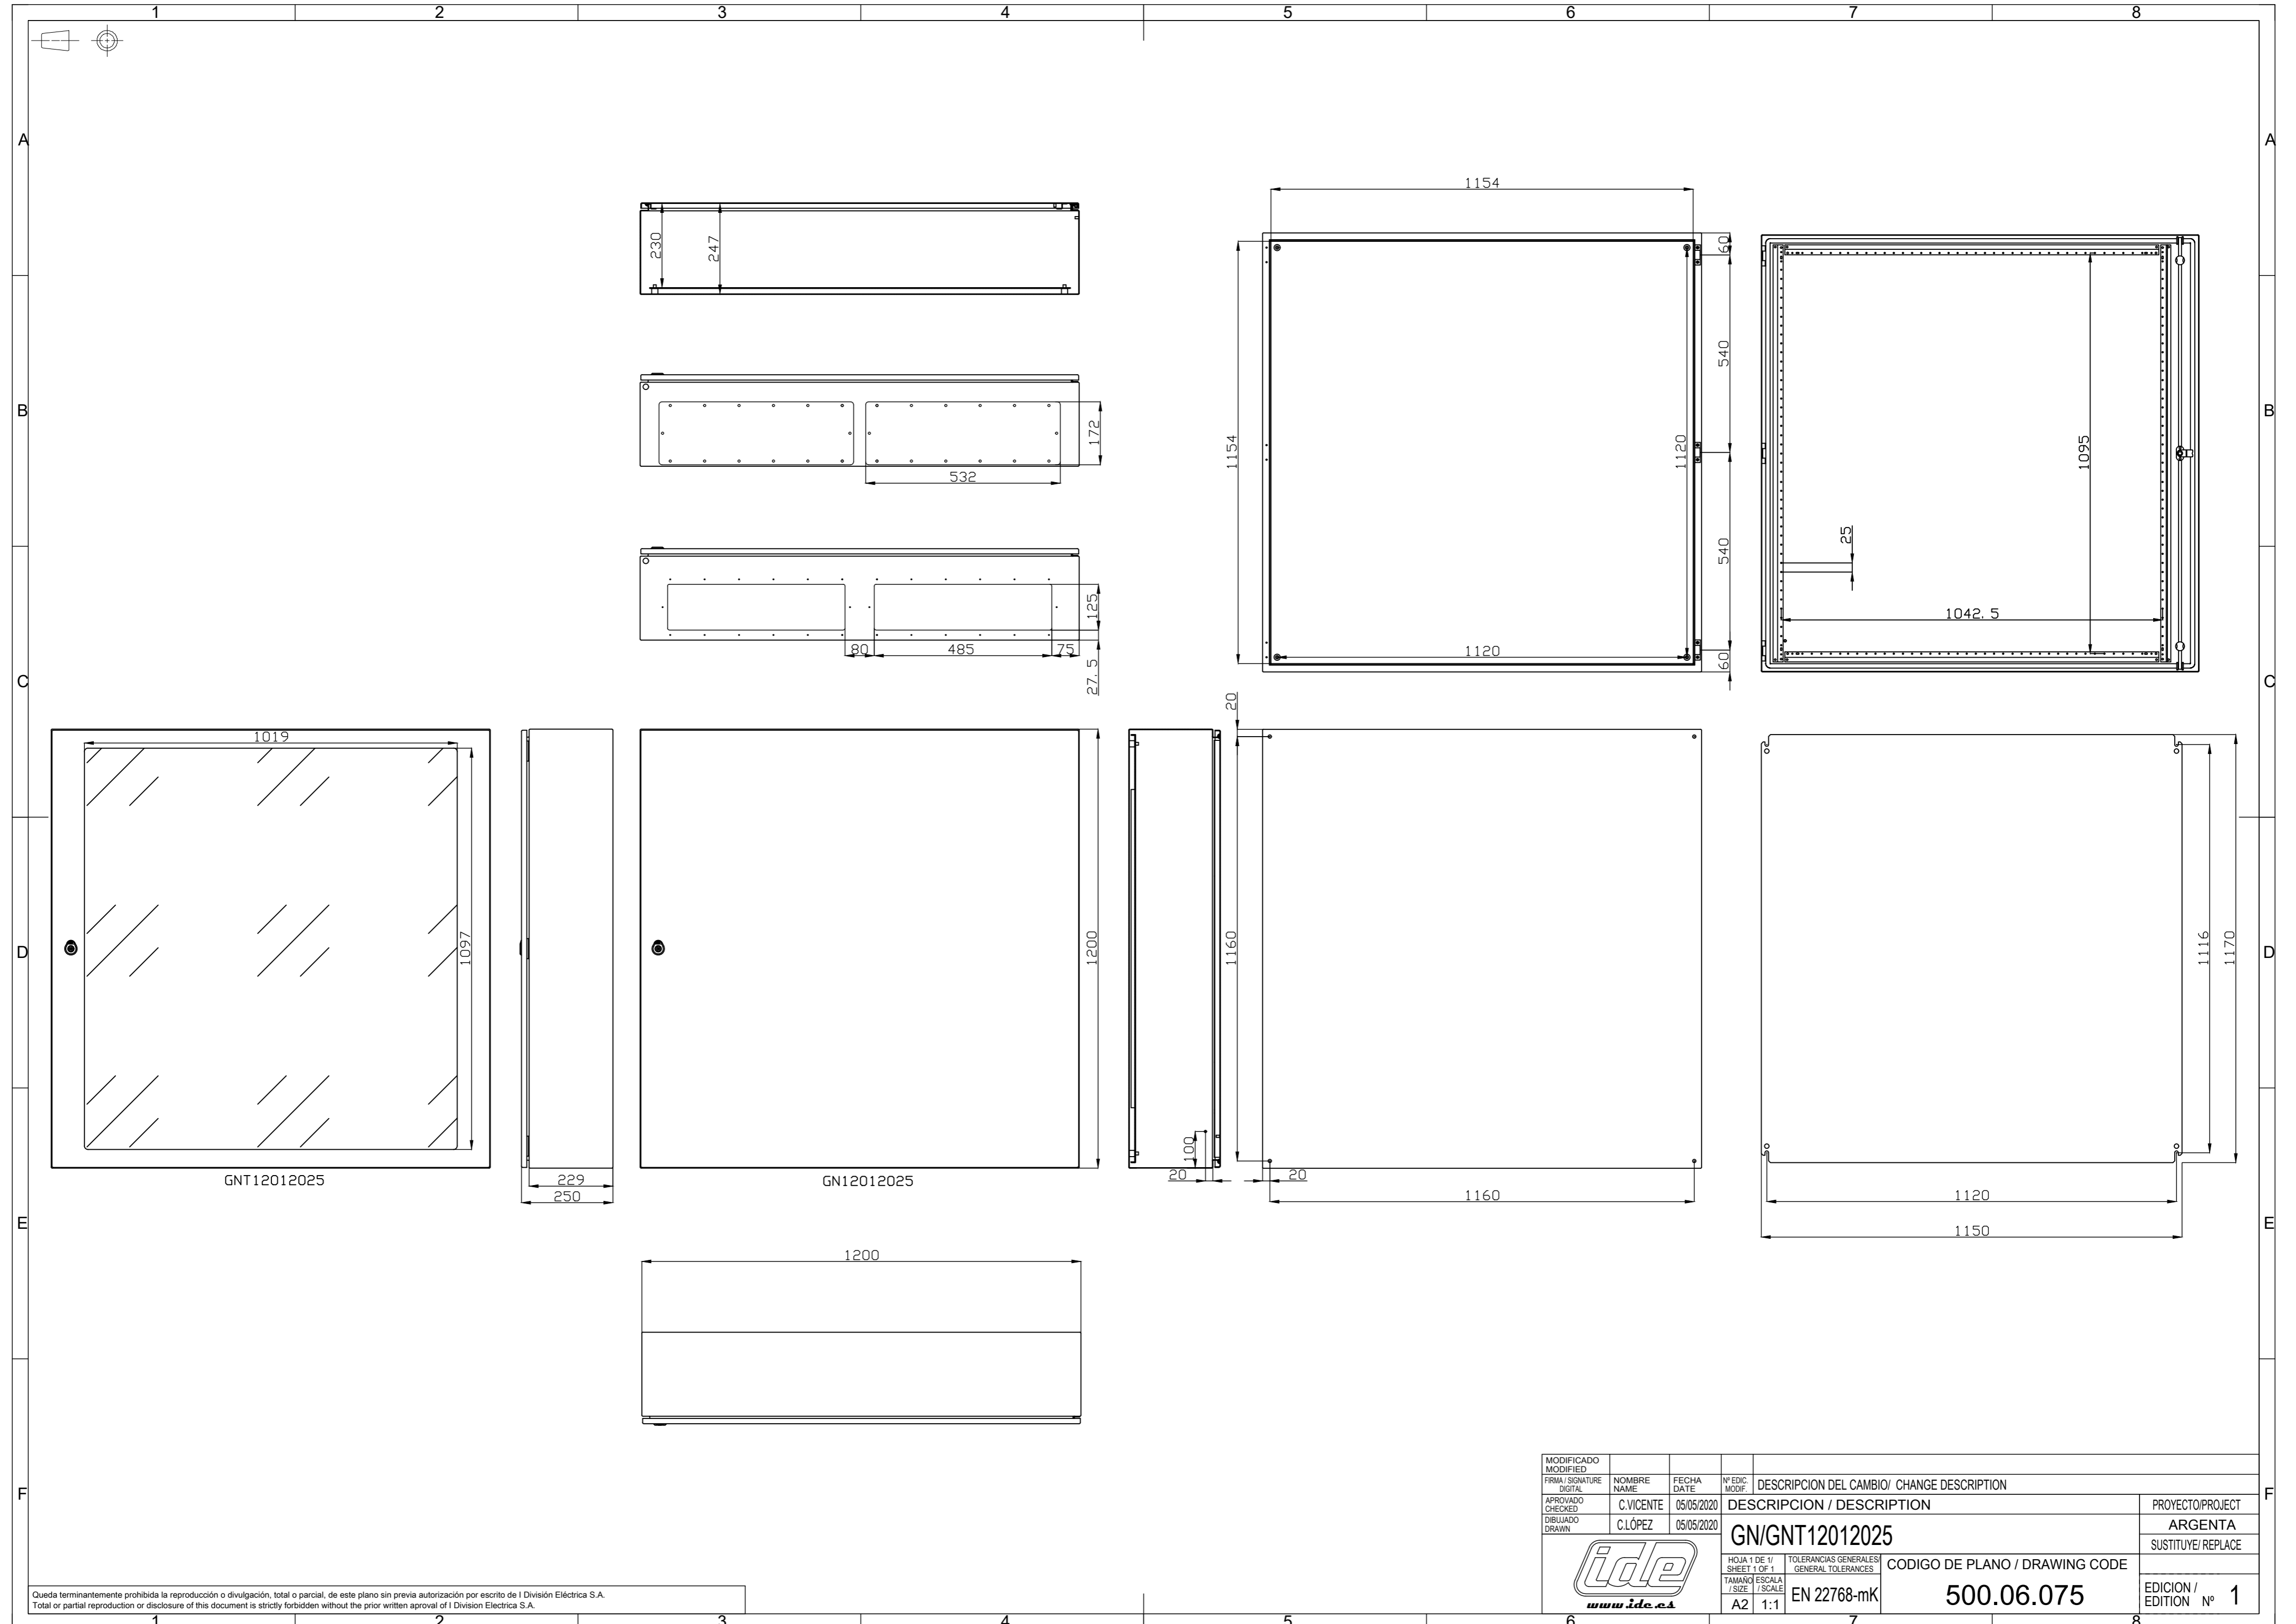 1 2 3 4 5 6 7 8
A A
1154
230
247
60
540
B B
172
532
1154
1120
1095
25
540
1042. 5
125
80 485 75
27. 5
1120
60
C C
20
1019
1097
1200
1160
1116
1170
D D
100
20 20
GNT12012025
229
250
GN12012025
1160
1120
1150
E E
1200
F F
MODIFICADO
MODIFIED
FIRMA / SIGNATURE
DIGITAL
NOMBRE
NAME
FECHA
DATE
Nº EDIC.
MODIF.
DESCRIPCION DEL CAMBIO/ CHANGE DESCRIPTION
APROVADO
CHECKED
C.VICENTE 05/05/2020
DESCRIPCION / DESCRIPTION
PROYECTO/PROJECT
DIBUJADO
DRAWN
C.LÓPEZ 05/05/2020
GN/GNT12012025
ARGENTA
SUSTITUYE/ REPLACE
ide
www.ide.es
HOJA 1 DE 1/
SHEET 1 OF 1
TOLERANCIAS GENERALES/
GENERAL TOLERANCES
CODIGO DE PLANO / DRAWING CODE
TAMAÑO
/ SIZE
ESCALA
/ SCALE
A2 1:1
EN 22768-mK
500.06.075
EDICION /
EDITION Nº 1
Queda terminantemente prohibida la reproducción o divulgación, total o parcial, de este plano sin previa autorización por escrito de I División Eléctrica S.A.
Total or partial reproduction or disclosure of this document is strictly forbidden without the prior written aproval of I Division Electrica S.A.
1 2 3 4 5 6 7 8